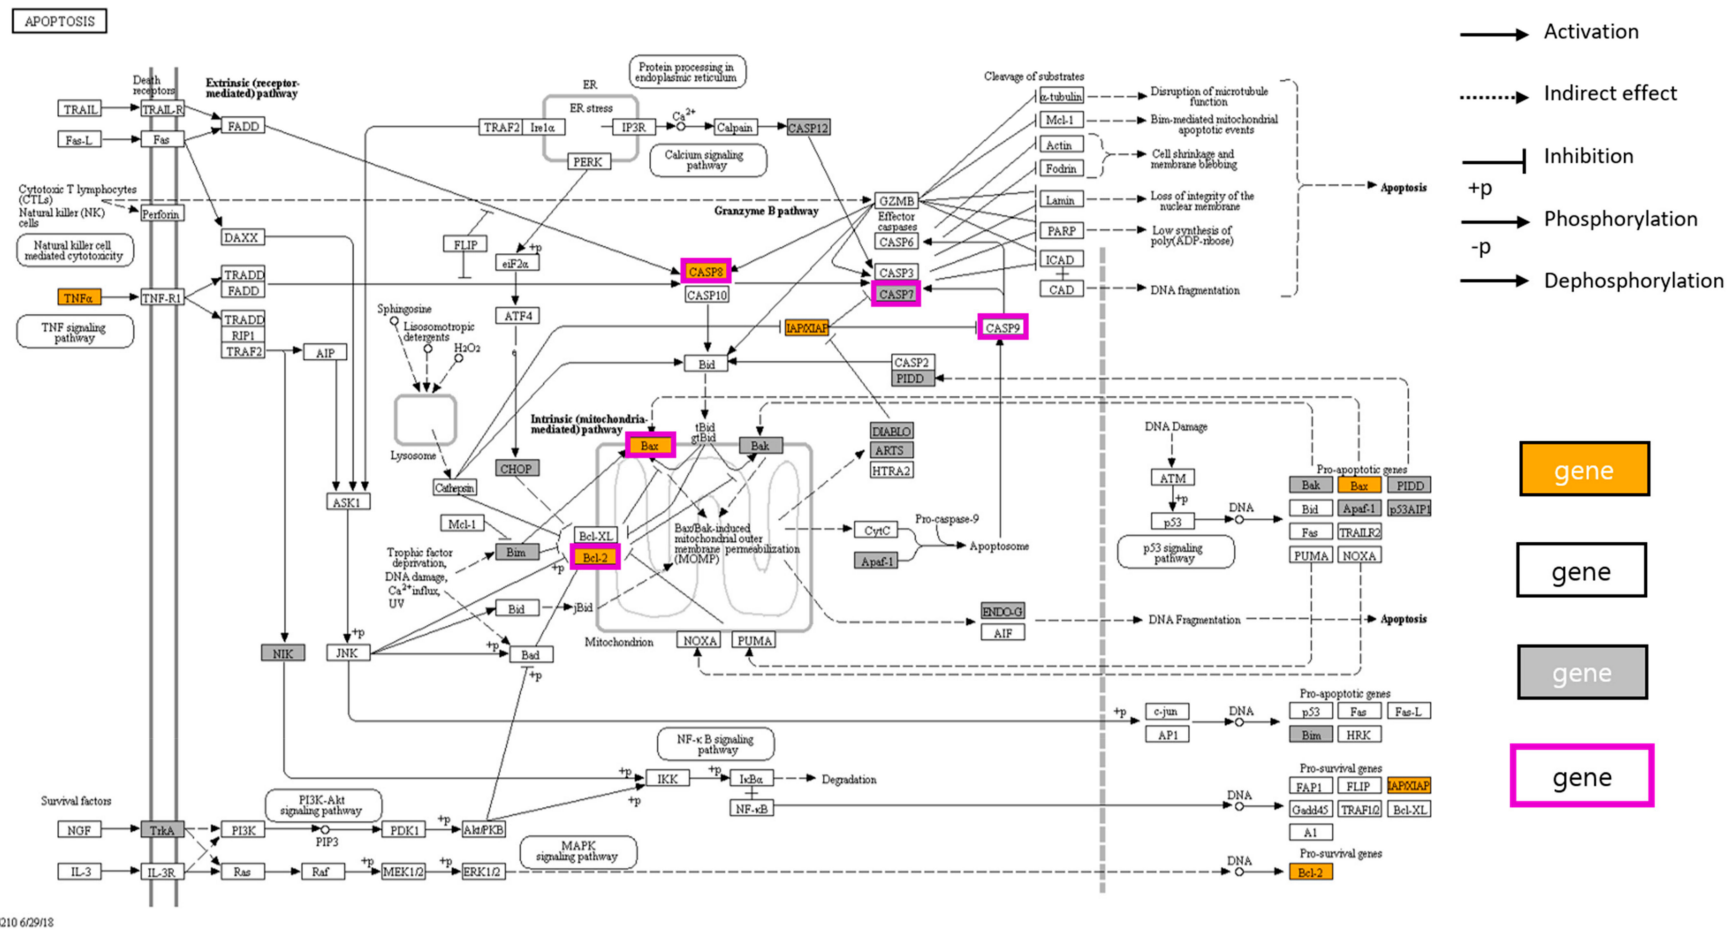 APOPTOSIS
Death
receptors
Extrinsic (receptor-
mediated) pathway
TRAIL
TRAIL-R
FADD
Fas-L
Fas
Cytotoxic T lymphocytes
(CTLs)
Natural killer (NK)
cells
Perforin
DAXX
Natural killer cell
mediated cytotoxicity
TRADD
FADD
TNFα
TNF-R1
TNF signaling
pathway
TRADD
RIP1
TRAF2
AIP
ER
ER stress
Protein processing in
endoplasmic reticulum
TRAF2
Ire1α
IP3R
Ca2+
Calpain
CASP12
PERK
Calcium signaling
pathway
FLIP
+p
eiF2α
ATF4
e
Sphingosine
Lisosomotropic
detergents
H2O2
Lysosome
Cathepsin
CHOP
ASK1
Granzyme B pathway
GZMB
Effector
caspases
CASP6
CASP3
CASP7
CASP8
CASP10
IAP/XIAP
CASP9
Bid
CASP2
PIDD
Cleavage of substrates
α-tubulin
Disruption of microtubule
function
Mcl-1
Bim-mediated mitochondrial
apoptotic events
Actin
Fodrin
Cell shrinkage and
membrane blebbing
Lamin
Loss of integrity of the
nuclear membrane
PARP
Low synthesis of
poly(ADP-ribose)
ICAD
CAD
DNA fragmentation
Apoptosis
Intrinsic (mitochondria-
mediated) pathway
tBid
gtBid
Bax
Bak
DIABLO
ARTS
HTRA2
Mcl-1
Bim
Bcl-XL
Bcl-2
+p
Bax/Bak-induced
mitochondrial outer
membrane permeabilization
(MOMP)
CytC
Pro-caspase-9
Apaf-1
Apoptosome
Trophic factor
deprivation,
DNA damage,
Ca2+ influx,
UV
Bid
jBid
Mitochondrion
NOXA
PUMA
ENDO-G
AIF
DNA Fragmentation
Apoptosis
DNA Damage
ATM
+p
p53
DNA
p53 signaling
pathway
Pro-apoptotic genes
Bak
Bax
PIDD
Bid
Apaf-1
p53AIP1
Fas
TRAILR2
PUMA
NOXA
NIK
+p
JNK
+p
Bad
+p
+p
c-jun
AP1
DNA
Pro-apoptotic genes
p53
Fas
Fas-L
Bim
HRK
NF-κ B signaling
pathway
+p
IKK
+p
+p
IκBα
NF-κB
Degradation
DNA
Pro-survival genes
FAP1
FLIP
IAP/XIAP
Gadd45
TRAF1/2
Bcl-XL
A1
Survival factors
PI3K-Akt
signaling pathway
NGF
TrkA
PI3K
PIP3
PDK1
+p
Akt/PKB
MAPK
signaling pathway
IL-3
IL-3R
Ras
Raf
+p
MEK1/2
+p
ERK1/2
DNA
Pro-survival genes
Bcl-2
210 6/29/18
Activation
Indirect effect
Inhibition
+p
Phosphorylation
-p
Dephosphorylation
gene
gene
gene
gene